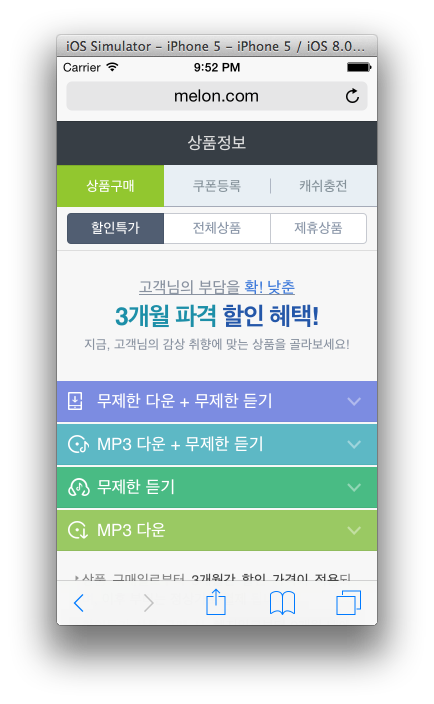 iOS Simulator – iPhone 5 – iPhone 5 / iOS 8.0...
Carrier 9:52 PM
melon.com
상품정보
상품구매 쿠폰등록 캐쉬충전
할인특가 전체상품 제휴상품
고객님의 부담을 확! 낮춘
3개월 파격 할인 혜택!
지금, 고객님의 감상 취향에 맞는 상품을 골라보세요!
무제한 다운 + 무제한 듣기
MP3 다운 + 무제한 듣기
무제한 듣기
MP3 다운
상품 구매일로부터 3개월간 할인 가격이 적용되